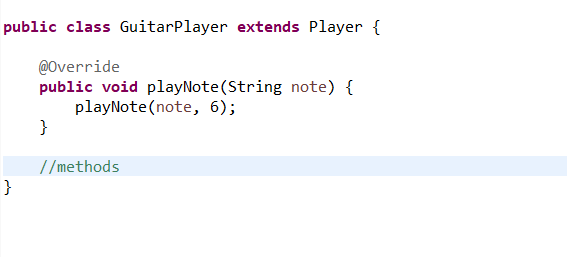 public class GuitarPlayer extends Player {
@Override
public void playNote(String note) {
playNote(note, 6);
}
//methods
}